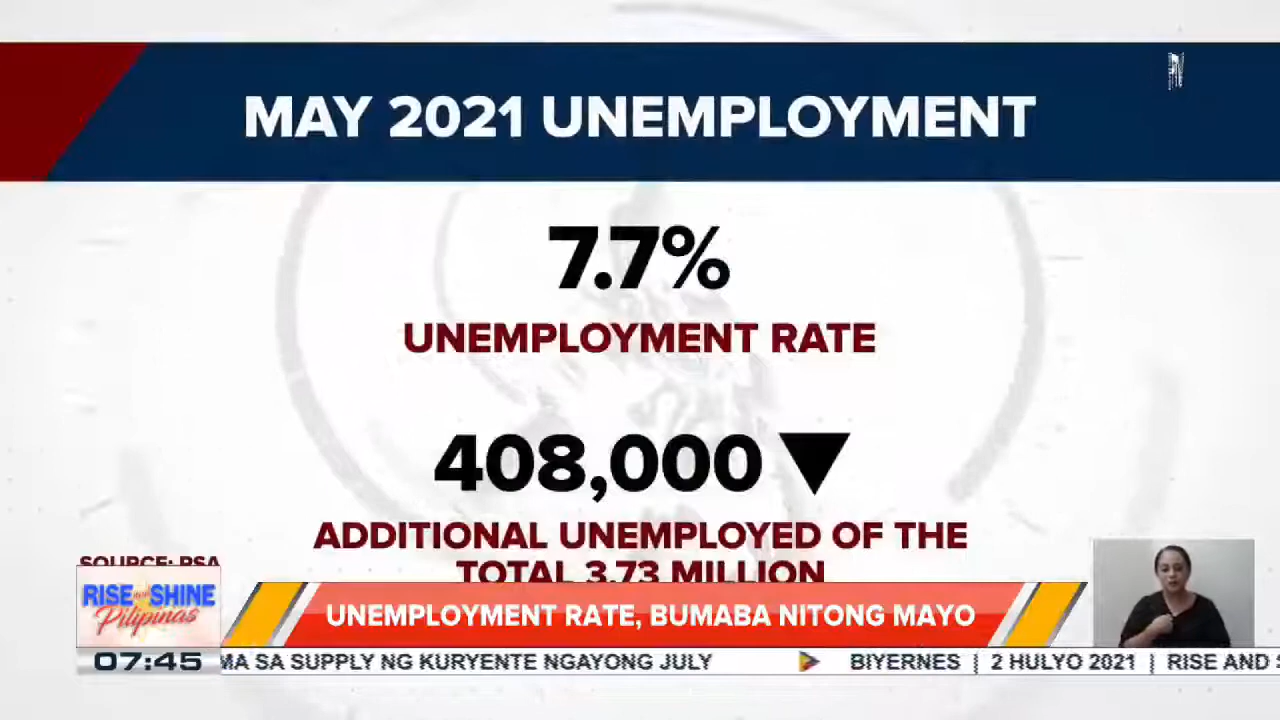 MAY 2021 UNEMPLOYMENT
7.7%
UNEMPLOYMENT RATE
408,000
ADDITIONAL UNEMPLOYED OF THE
TOTAL 3.73 MILLION
SOURCE: PSA
RISE and SHINE
Pilipinas
UNEMPLOYMENT RATE, BUMABA NITONG MAYO
07:45
MA SA SUPPLY NG KURYENTE NGAYONG JULY BIYERNES | 2 HULYO 2021 | RISE AND